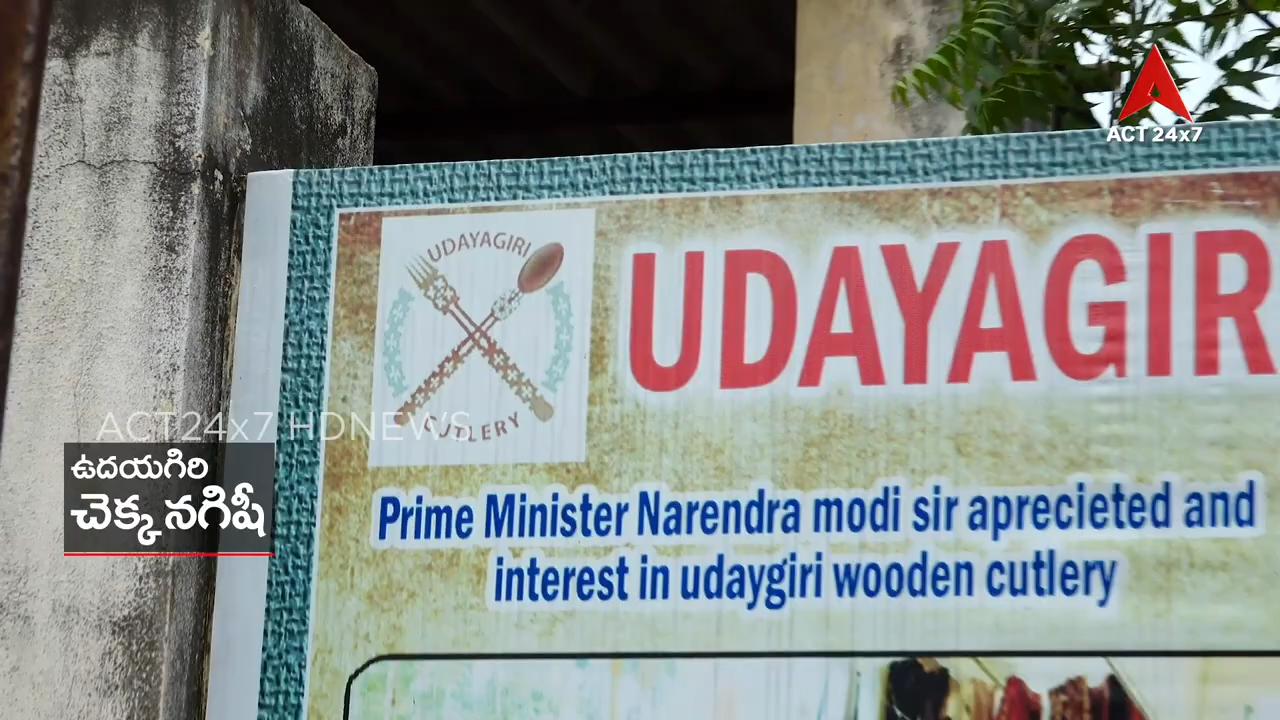 ACT 24x7
UDAYAGIRI
CUTLERY
UDAYAGIR
Prime Minister Narendra modi sir aprecieted and
interest in udaygiri wooden cutlery
ACT24x7 HDNEWS
ఉదయగిరి
చెక్క నగిషీ